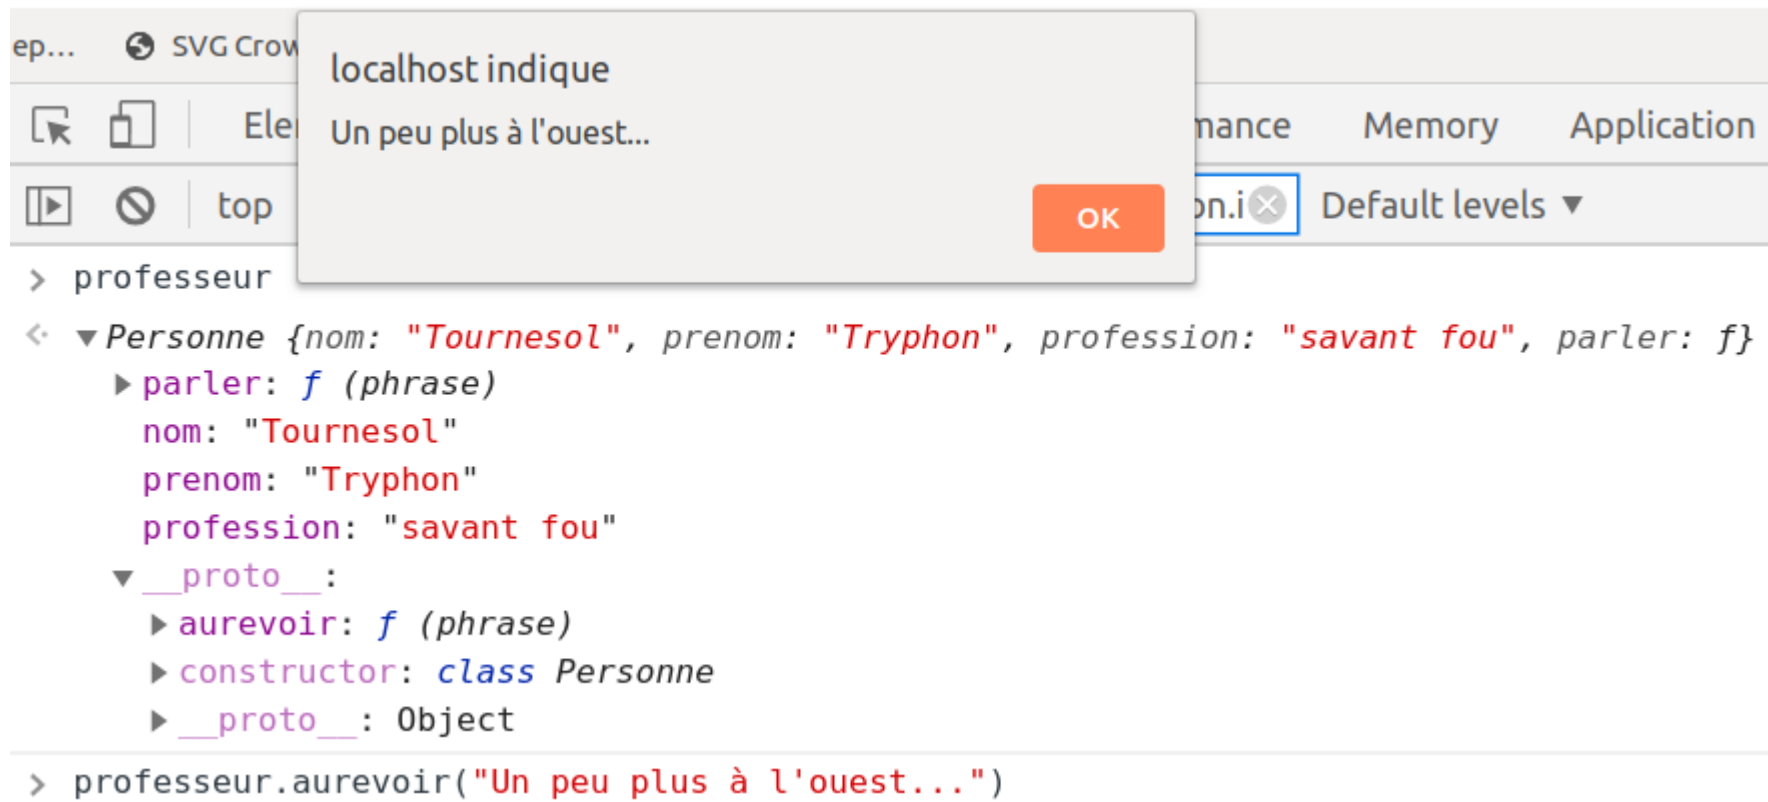 ep... SVG Crow
localhost indique
Un peu plus à l'ouest...
OK
Ele mance Memory Application
top on.i Default levels ▼
> professeur
Personne {nom: "Tournesol", prenom: "Tryphon", profession: "savant fou", parler: ƒ}
parler: ƒ (phrase)
nom: "Tournesol"
prenom: "Tryphon"
profession: "savant fou"
__proto__:
aurevoir: ƒ (phrase)
constructor: class Personne
__proto__: Object
> professeur.aurevoir("Un peu plus à l'ouest...")